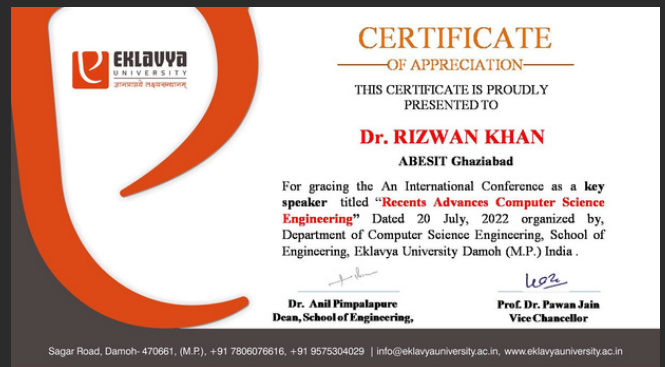 EKLAVYA
UNIVERSITY
CERTIFICATE
OF APPRECIATION
THIS CERTIFICATE IS PROUDLY
PRESENTED TO
Dr. RIZWAN KHAN
ABESIT Ghaziabad
For gracing the An International Conference as a key
speaker titled “Recents Advances Computer Science
Engineering” Dated 20 July, 2022 organized by,
Department of Computer Science Engineering, School of
Engineering, Eklavya University Damoh (M.P.) India .
Dr. Anil Pimpalapure
Dean, School of Engineering,
Prof. Dr. Pawan Jain
Vice Chancellor
Sagar Road, Damoh- 470661, (M.P.), +91 7806076616, +91 9575304029 | info@eklavyauniversity.ac.in, www.eklavyauniversity.ac.in